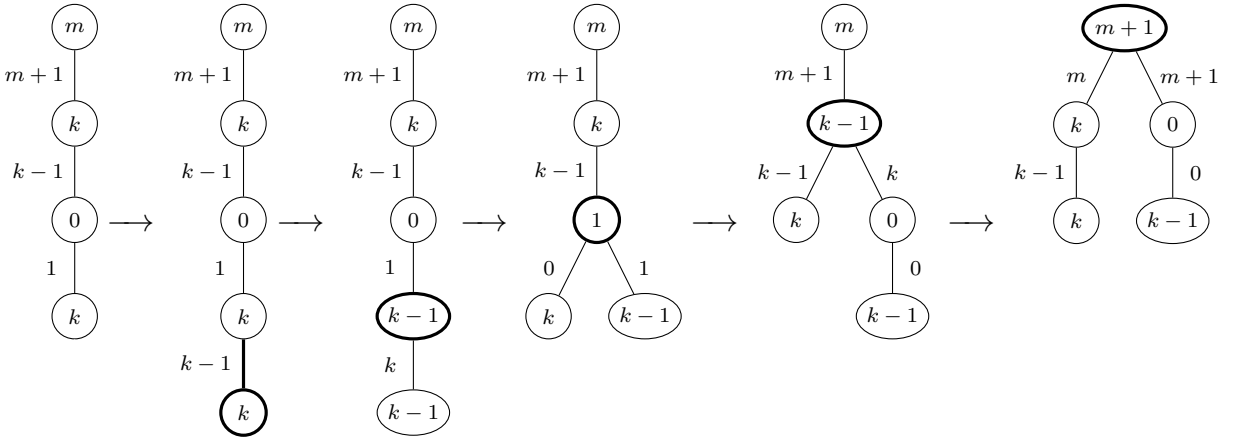 m m m m m m + 1
m + 1 m + 1 m + 1 m + 1 m + 1 m m + 1
k k k k k − 1 k 0
k − 1 k − 1 k − 1 k − 1 k − 1 k k − 1 0
0 ⟶ 0 ⟶ 0 ⟶ 1 ⟶ k 0 ⟶ k k − 1
1 1 1 0 1 0
k k k − 1 k k − 1 k − 1
k − 1 k
k k − 1